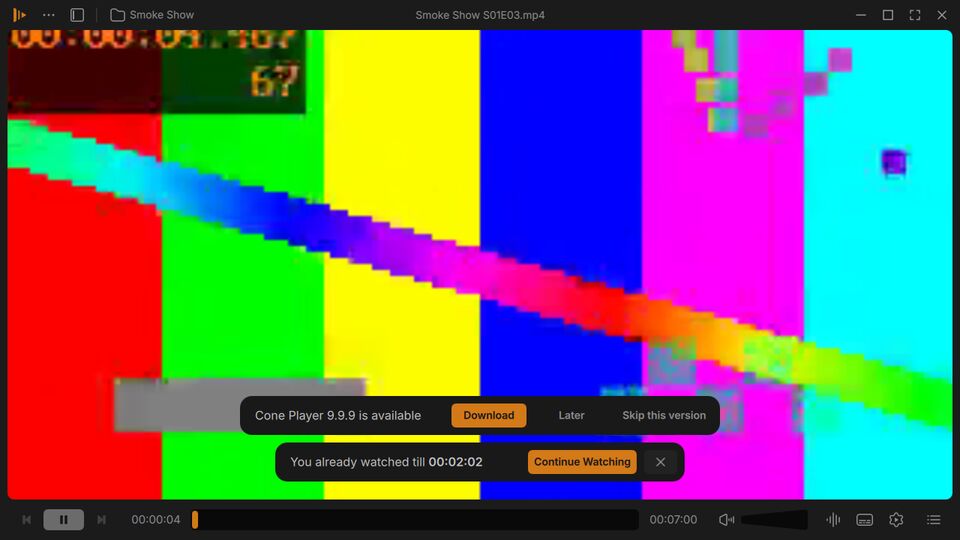 Smoke Show
Smoke Show S01E03.mp4
67
Cone Player 9.9.9 is available
Download
Later
Skip this version
You already watched till 00:02:02
Continue Watching
00:00:04
00:07:00